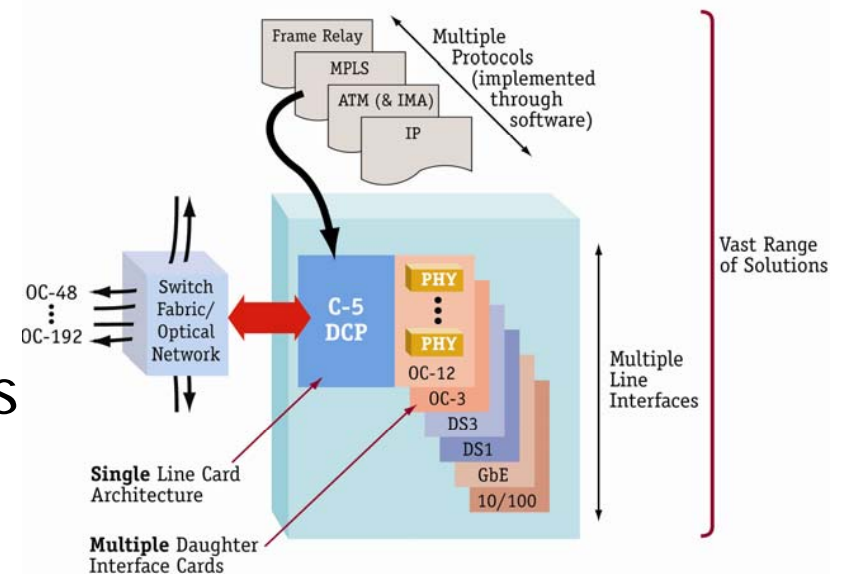 Frame Relay
MPLS
ATM (& IMA)
IP
Multiple
Protocols
(implemented
through
software)
Vast Range
of Solutions
OC-48
OC-192
Switch
Fabric/
Optical
Network
C-5
DCP
PHY
PHY
OC-12
OC-3
DS3
DS1
GbE
10/100
Multiple
Line
Interfaces
s
Single Line Card
Architecture
Multiple Daughter
Interface Cards